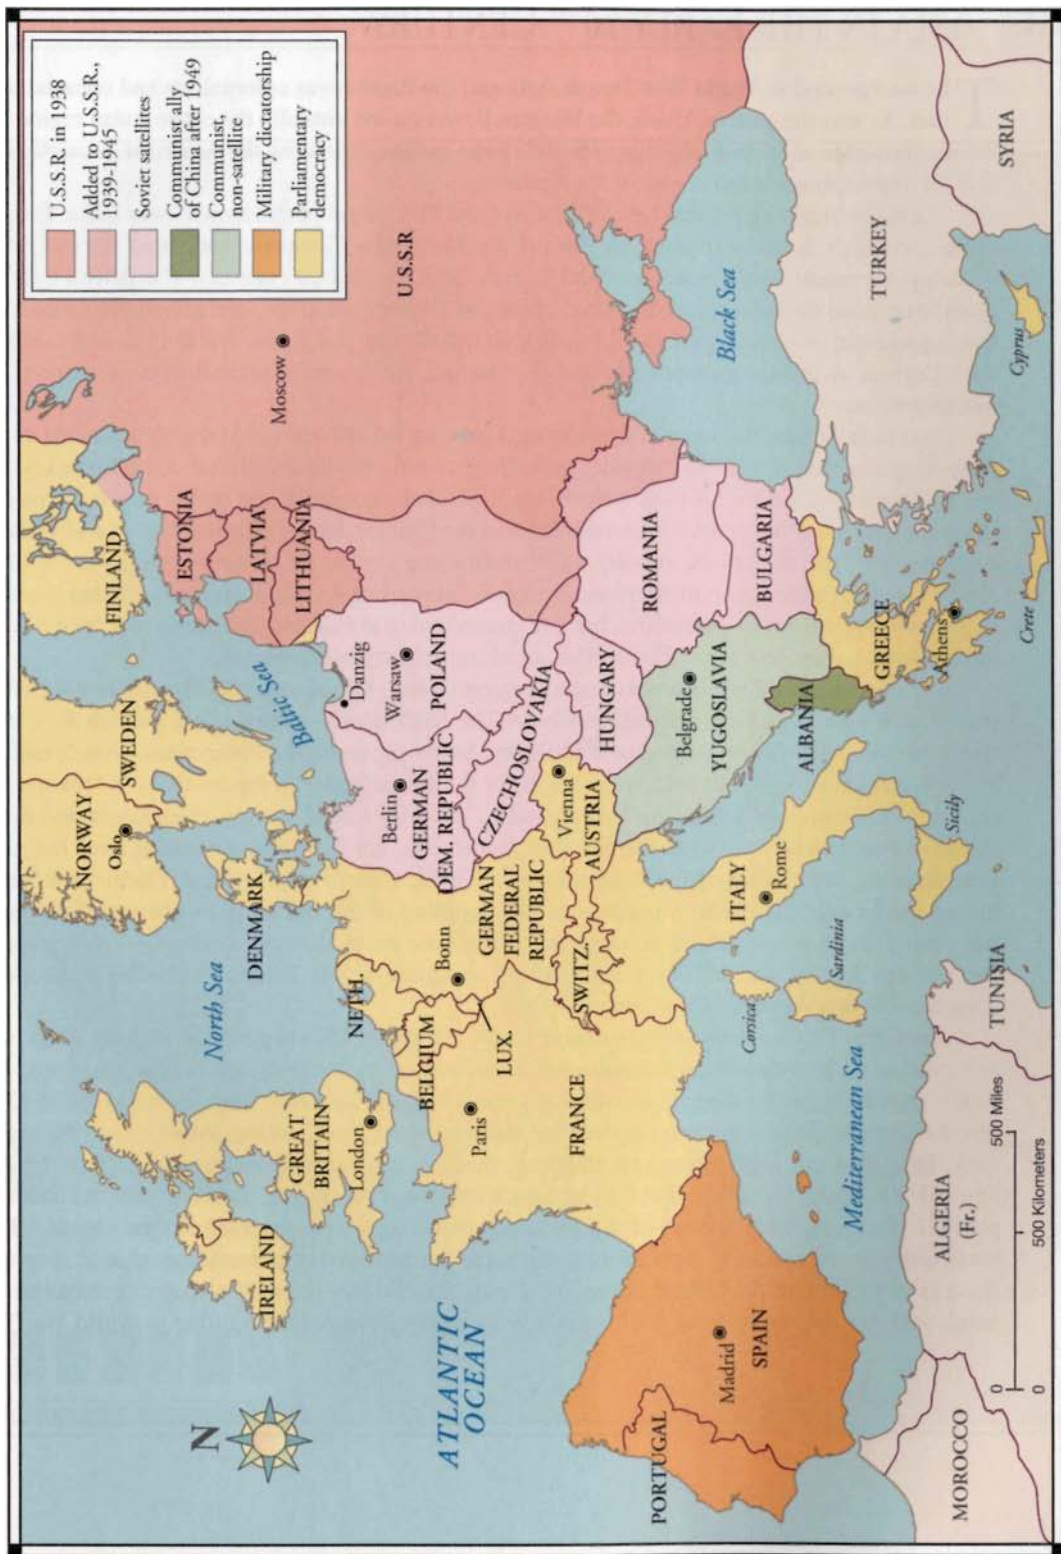 U.S.S.R. in 1938
Added to U.S.S.R.,
1939-1945
Soviet satellites
Communist ally
of China after 1949
Communist,
non-satellite
Military dictatorship
Parliamentary
democracy
N
NORWAY
Oslo
SWEDEN
FINLAND
ESTONIA
LATVIA
LITHUANIA
Moscow
U.S.S.R
North Sea
Baltic Sea
DENMARK
IRELAND
GREAT
BRITAIN
London
NETH.
BELGIUM
LUX.
Bonn
GERMAN
FEDERAL
REPUBLIC
Berlin
GERMAN
DEM. REPUBLIC
Danzig
Warsaw
POLAND
CZECHOSLOVAKIA
ATLANTIC
OCEAN
Paris
FRANCE
SWITZ.
Vienna
AUSTRIA
HUNGARY
ROMANIA
Belgrade
YUGOSLAVIA
BULGARIA
Black Sea
PORTUGAL
Madrid
SPAIN
Corsica
Sardinia
ITALY
Rome
Sicily
ALBANIA
GREECE
Athens
Crete
TURKEY
Cyprus
SYRIA
Mediterranean Sea
MOROCCO
ALGERIA
(Fr.)
TUNISIA
0 500 Miles
0 500 Kilometers